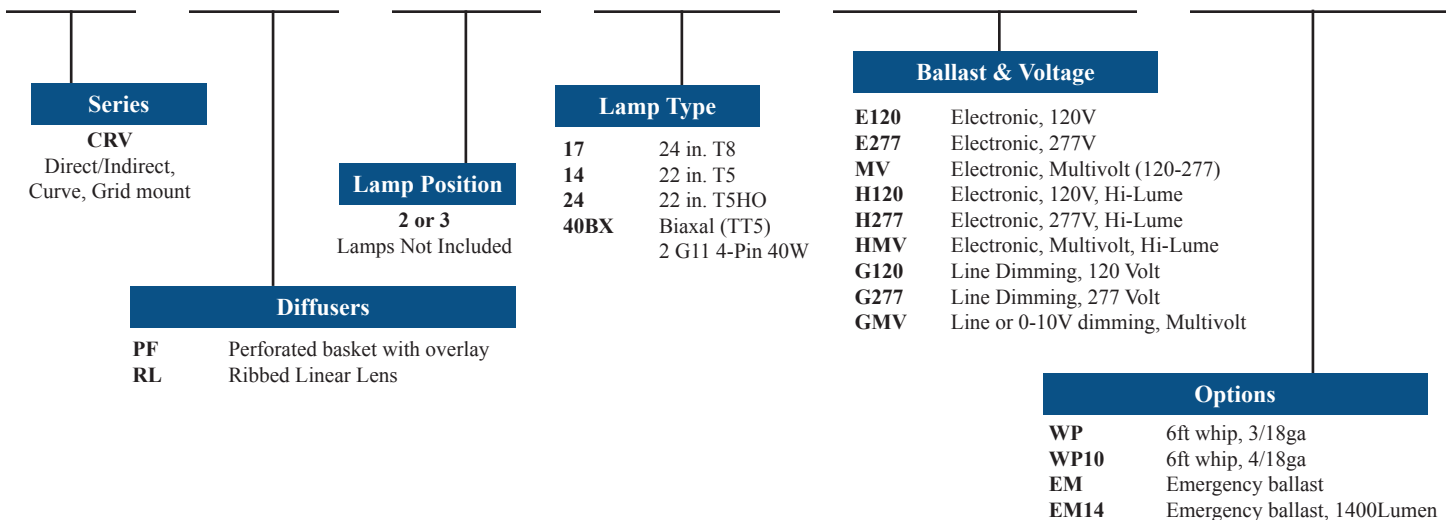 Series
CRV
Direct/Indirect,
Curve, Grid mount
Diffusers
PF Perforated basket with overlay
RL Ribbed Linear Lens
Lamp Position
2 or 3
Lamps Not Included
Lamp Type
17 24 in. T8
14 22 in. T5
24 22 in. T5HO
40BX Biaxal (TT5)
2 G11 4-Pin 40W
Ballast & Voltage
E120 Electronic, 120V
E277 Electronic, 277V
MV Electronic, Multivolt (120-277)
H120 Electronic, 120V, Hi-Lume
H277 Electronic, 277V, Hi-Lume
HMV Electronic, Multivolt, Hi-Lume
G120 Line Dimming, 120 Volt
G277 Line Dimming, 277 Volt
GMV Line or 0-10V dimming, Multivolt
Options
WP 6ft whip, 3/18ga
WP10 6ft whip, 4/18ga
EM Emergency ballast
EM14 Emergency ballast, 1400Lumen